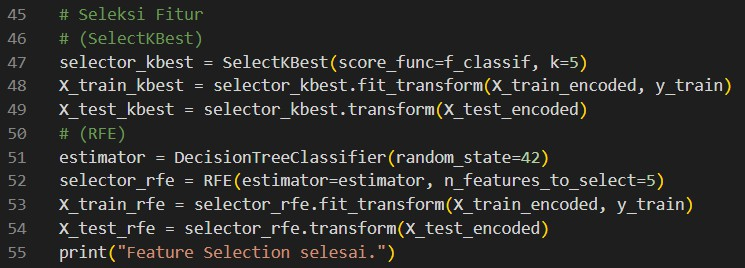 45 # Seleksi Fitur
46 # (SelectKBest)
47 selector_kbest = SelectKBest(score_func=f_classif, k=5)
48 X_train_kbest = selector_kbest.fit_transform(X_train_encoded, y_train)
49 X_test_kbest = selector_kbest.transform(X_test_encoded)
50 # (RFE)
51 estimator = DecisionTreeClassifier(random_state=42)
52 selector_rfe = RFE(estimator=estimator, n_features_to_select=5)
53 X_train_rfe = selector_rfe.fit_transform(X_train_encoded, y_train)
54 X_test_rfe = selector_rfe.transform(X_test_encoded)
55 print("Feature Selection selesai.")